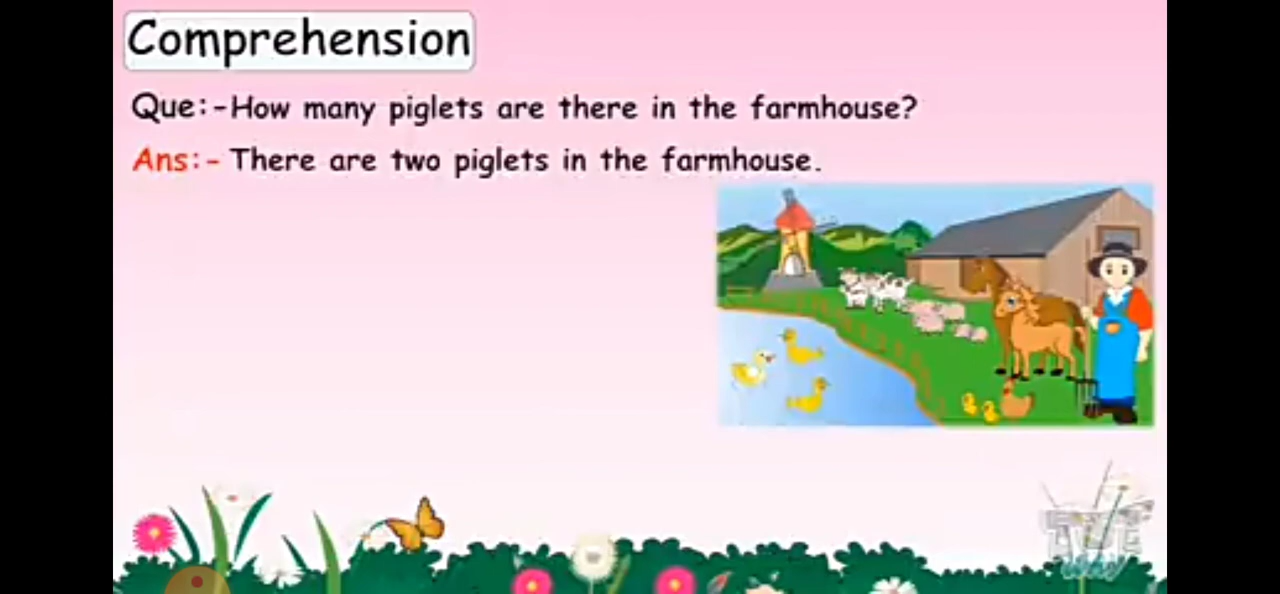 Comprehension
Que:-How many piglets are there in the farmhouse?
Ans:- There are two piglets in the farmhouse.